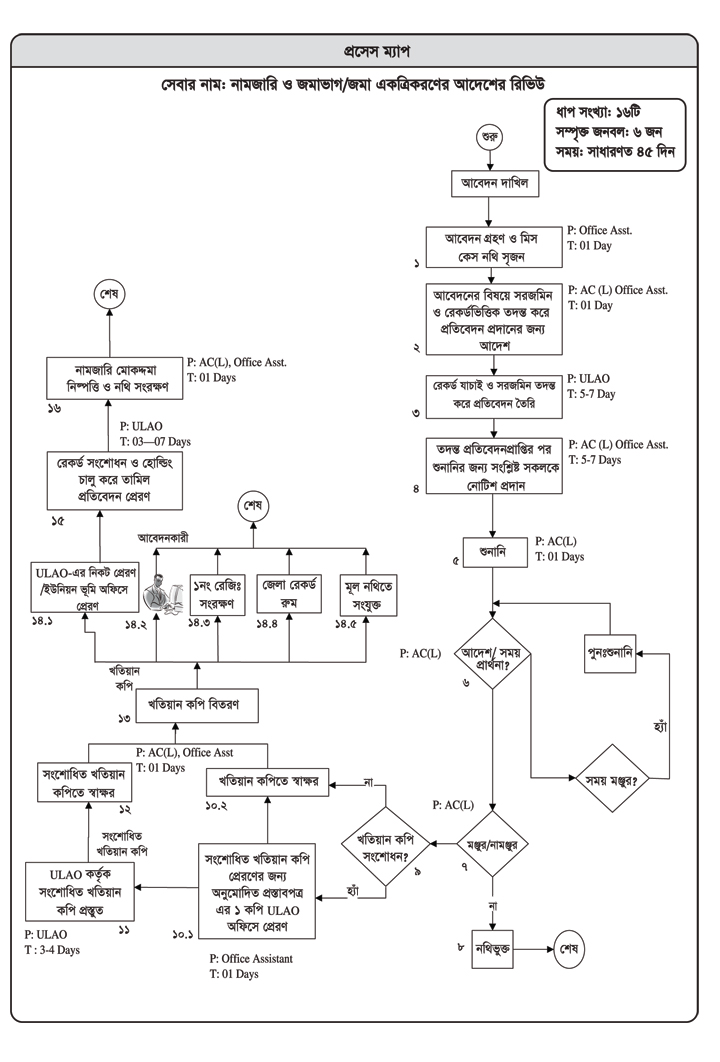 প্রসেস ম্যাপ
সেবার নাম: নামজারি ও জমাভাগ/জমা একত্রিকরণের আদেশের রিভিউ
ধাপ সংখ্যা: ১৬টি
সম্পৃক্ত জনবল: ৬ জন
সময়: সাধারণত ৪৫ দিন
শুরু
আবেদন দাখিল
আবেদন গ্রহণ ও মিস
কেস নথি সৃজন
১
P: Office Asst.
T: 01 Day
আবেদনের বিষয়ে সরজমিন
ও রেকর্ডভিত্তিক তদন্ত করে
প্রতিবেদন প্রদানের জন্য
আদেশ
২
P: AC (L) Office Asst.
T: 01 Day
রেকর্ড যাচাই ও সরজমিন তদন্ত
করে প্রতিবেদন তৈরি
৩
P: ULAO
T: 5-7 Day
তদন্ত প্রতিবেদনপ্রাপ্তির পর
শুনানির জন্য সংশ্লিষ্ট সকলকে
নোটিশ প্রদান
৪
P: AC (L) Office Asst.
T: 5-7 Days
শুনানি
৫
P: AC(L)
T: 01 Days
আদেশ/ সময়
প্রার্থনা?
৬
P: AC(L)
পুনঃশুনানি
হ্যাঁ
সময় মঞ্জুর?
P: AC(L)
মঞ্জুর/নামঞ্জুর
৭
না
৮
নথিভুক্ত
শেষ
খতিয়ান কপি
সংশোধন?
৯
না
হ্যাঁ
খতিয়ান কপিতে স্বাক্ষর
১০.২
সংশোধিত খতিয়ান কপি
প্রেরণের জন্য
অনুমোদিত প্রস্তাবপত্র
এর ১ কপি ULAO
অফিসে প্রেরণ
১০.১
P: Office Assistant
T: 01 Days
ULAO কর্তৃক
সংশোধিত খতিয়ান
কপি প্রস্তুত
১১
P: ULAO
T : 3-4 Days
সংশোধিত
খতিয়ান কপি
সংশোধিত খতিয়ান
কপিতে স্বাক্ষর
১২
P: AC(L), Office Asst
T: 01 Days
খতিয়ান কপি বিতরণ
১৩
খতিয়ান
কপি
ULAO-এর নিকট প্রেরণ
/ইউনিয়ন ভূমি অফিসে
প্রেরণ
১৪.১
আবেদনকারী
১৪.২
১নং রেজিঃ
সংরক্ষণ
১৪.৩
জেলা রেকর্ড
রুম
১৪.৪
মূল নথিতে
সংযুক্ত
১৪.৫
শেষ
রেকর্ড সংশোধন ও হোল্ডিং
চালু করে তামিল
প্রতিবেদন প্রেরণ
১৫
P: ULAO
T: 03—07 Days
নামজারি মোকদ্দমা
নিষ্পত্তি ও নথি সংরক্ষণ
১৬
P: AC(L), Office Asst.
T: 01 Days
শেষ